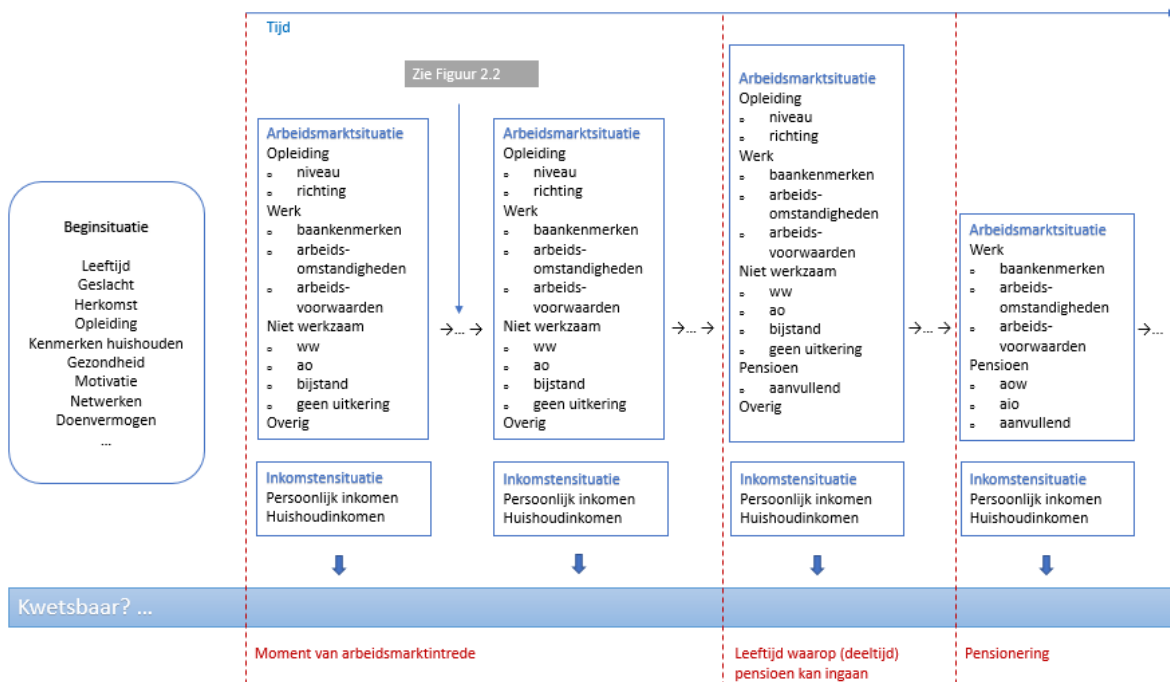 Tijd
Zie Figuur 2.2
Beginsituatie
Leeftijd
Geslacht
Herkomst
Opleiding
Kenmerken huishouden
Gezondheid
Motivatie
Netwerken
Doenvermogen
...
Arbeidsmarktsituatie
Opleiding
▫ niveau
▫ richting
Werk
▫ baankenmerken
▫ arbeids-
omstandigheden
▫ arbeids-
voorwaarden
Niet werkzaam
▫ ww
▫ ao
▫ bijstand
▫ geen uitkering
Overig
→... →
Arbeidsmarktsituatie
Opleiding
▫ niveau
▫ richting
Werk
▫ baankenmerken
▫ arbeids-
omstandigheden
▫ arbeids-
voorwaarden
Niet werkzaam
▫ ww
▫ ao
▫ bijstand
▫ geen uitkering
Overig
→... →
Arbeidsmarktsituatie
Opleiding
▫ niveau
▫ richting
Werk
▫ baankenmerken
▫ arbeids-
omstandigheden
▫ arbeids-
voorwaarden
Niet werkzaam
▫ ww
▫ ao
▫ bijstand
▫ geen uitkering
Pensioen
▫ aanvullend
Overig
→... →
Arbeidsmarktsituatie
Werk
▫ baankenmerken
▫ arbeids-
omstandigheden
▫ arbeids-
voorwaarden
Pensioen
▫ aow
▫ aio
▫ aanvullend
→...
Inkomstensituatie
Persoonlijk inkomen
Huishoudinkomen
Inkomstensituatie
Persoonlijk inkomen
Huishoudinkomen
Inkomstensituatie
Persoonlijk inkomen
Huishoudinkomen
Inkomstensituatie
Persoonlijk inkomen
Huishoudinkomen
Kwetsbaar? ...
Moment van arbeidsmarktintrede
Leeftijd waarop (deeltijd)
pensioen kan ingaan
Pensionering